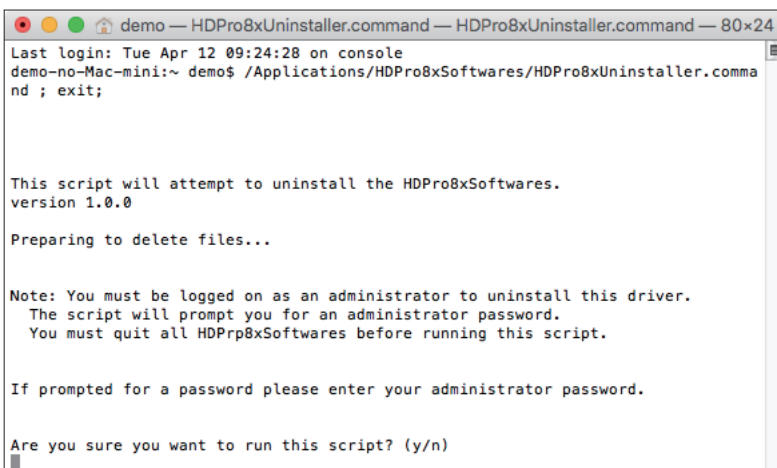 demo — HDPro8xUninstaller.command — HDPro8xUninstaller.command — 80×24
Last login: Tue Apr 12 09:24:28 on console
demo-no-Mac-mini:~ demo$ /Applications/HDPro8xSoftwares/HDPro8xUninstaller.comma
nd ; exit;
This script will attempt to uninstall the HDPro8xSoftwares.
version 1.0.0
Preparing to delete files...
Note: You must be logged on as an administrator to uninstall this driver.
The script will prompt you for an administrator password.
You must quit all HDPrp8xSoftwares before running this script.
If prompted for a password please enter your administrator password.
Are you sure you want to run this script? (y/n)